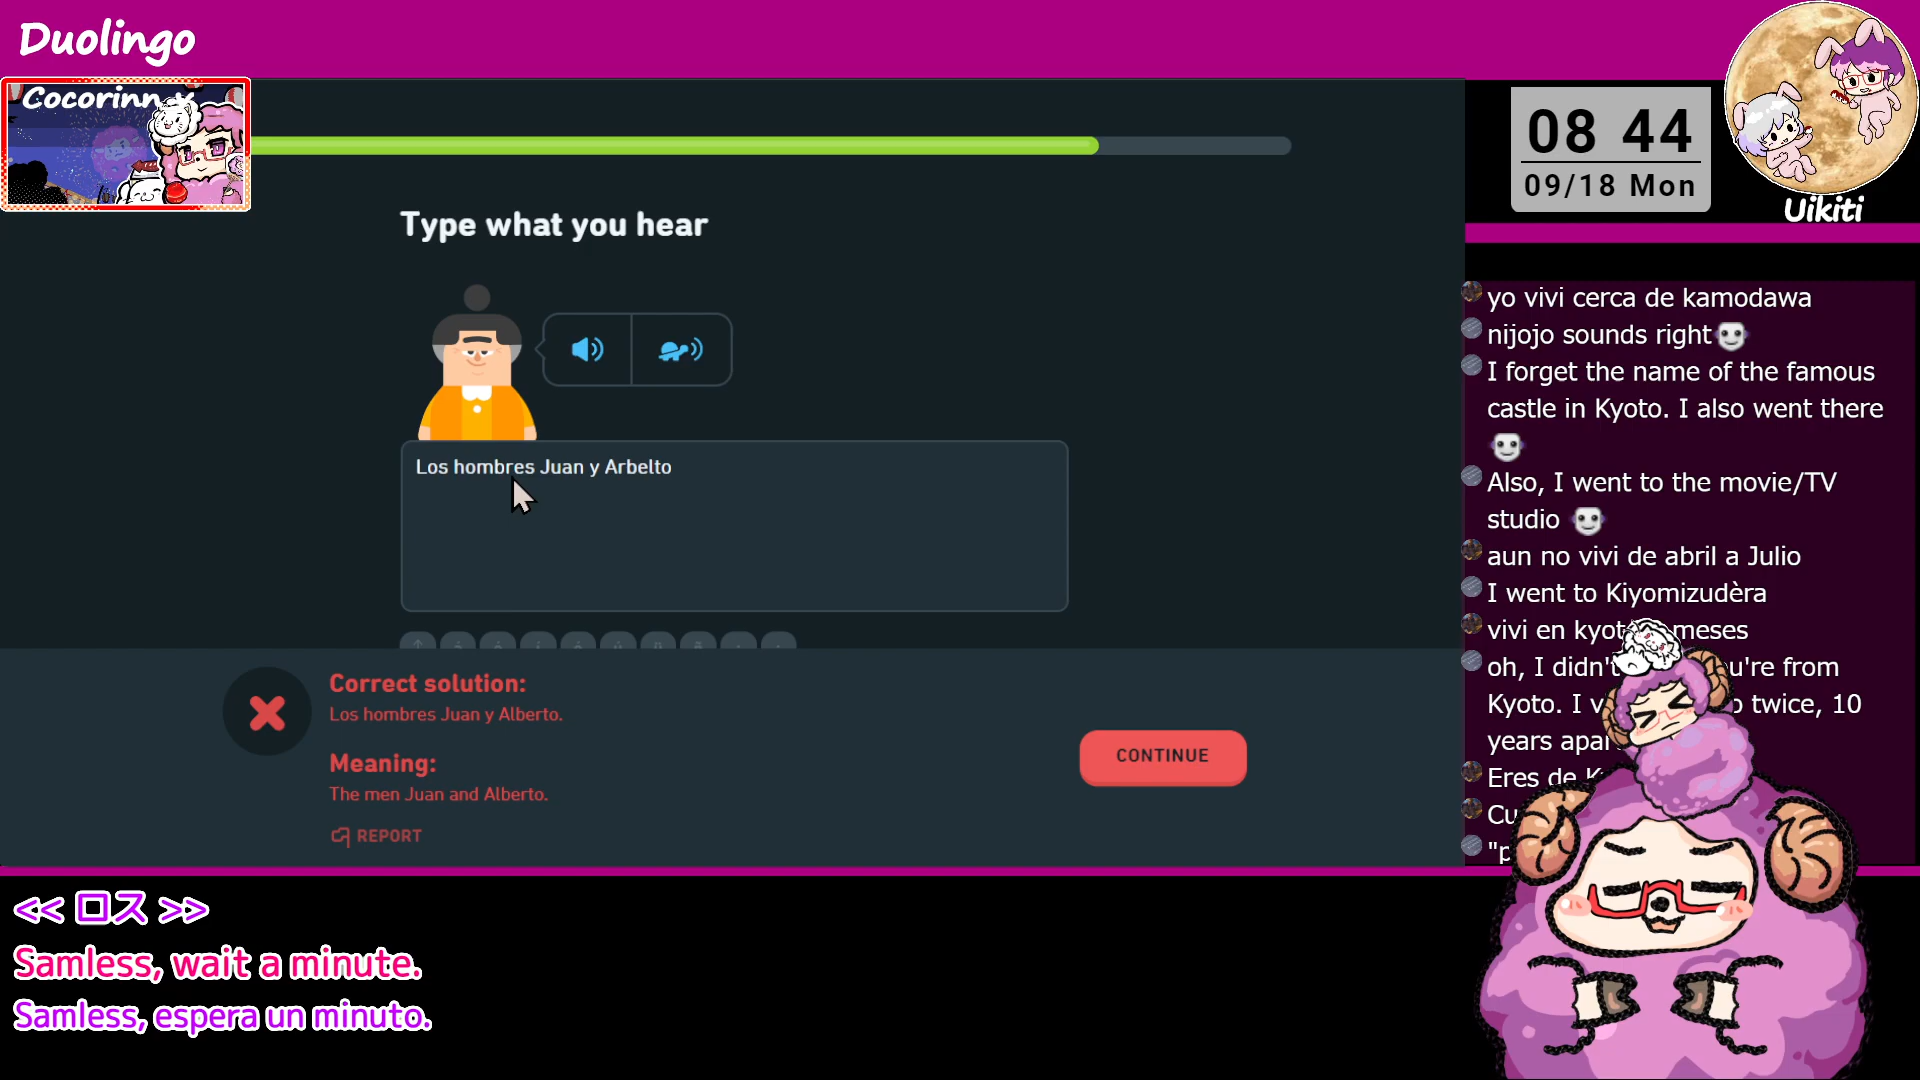 Duolingo
Cocorinn
08 44
09/18 Mon
Uikiti
Type what you hear
Los hombres Juan y Arbelto
Correct solution:
Los hombres Juan y Alberto.
Meaning:
The men Juan and Alberto.
REPORT
CONTINUE
yo vivi cerca de kamodawa
nijojo sounds right
I forget the name of the famous
castle in Kyoto. I also went there
Also, I went to the movie/TV
studio
aun no vivi de abril a Julio
I went to Kiyomizudèra
vivi en meses
oh, I from
Kyoto. I twice, 10
years
Eres de
<< ロス >>
Samless, wait a minute.
Samless, espera un minuto.